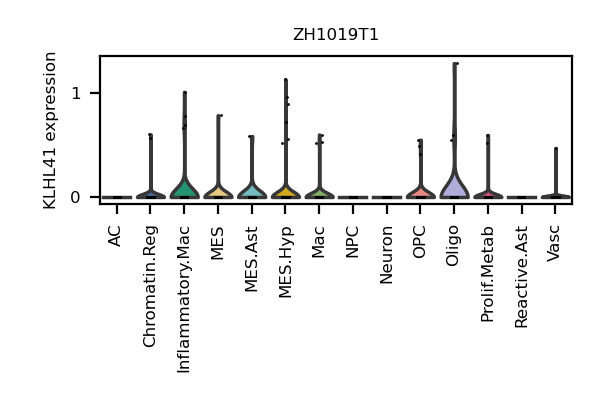 ZH1019T1
KLHL41 expression
1
0
AC
Chromatin.Reg
Inflammatory.Mac
MES
MES.Ast
MES.Hyp
Mac
NPC
Neuron
OPC
Oligo
Prolif.Metab
Reactive.Ast
Vasc